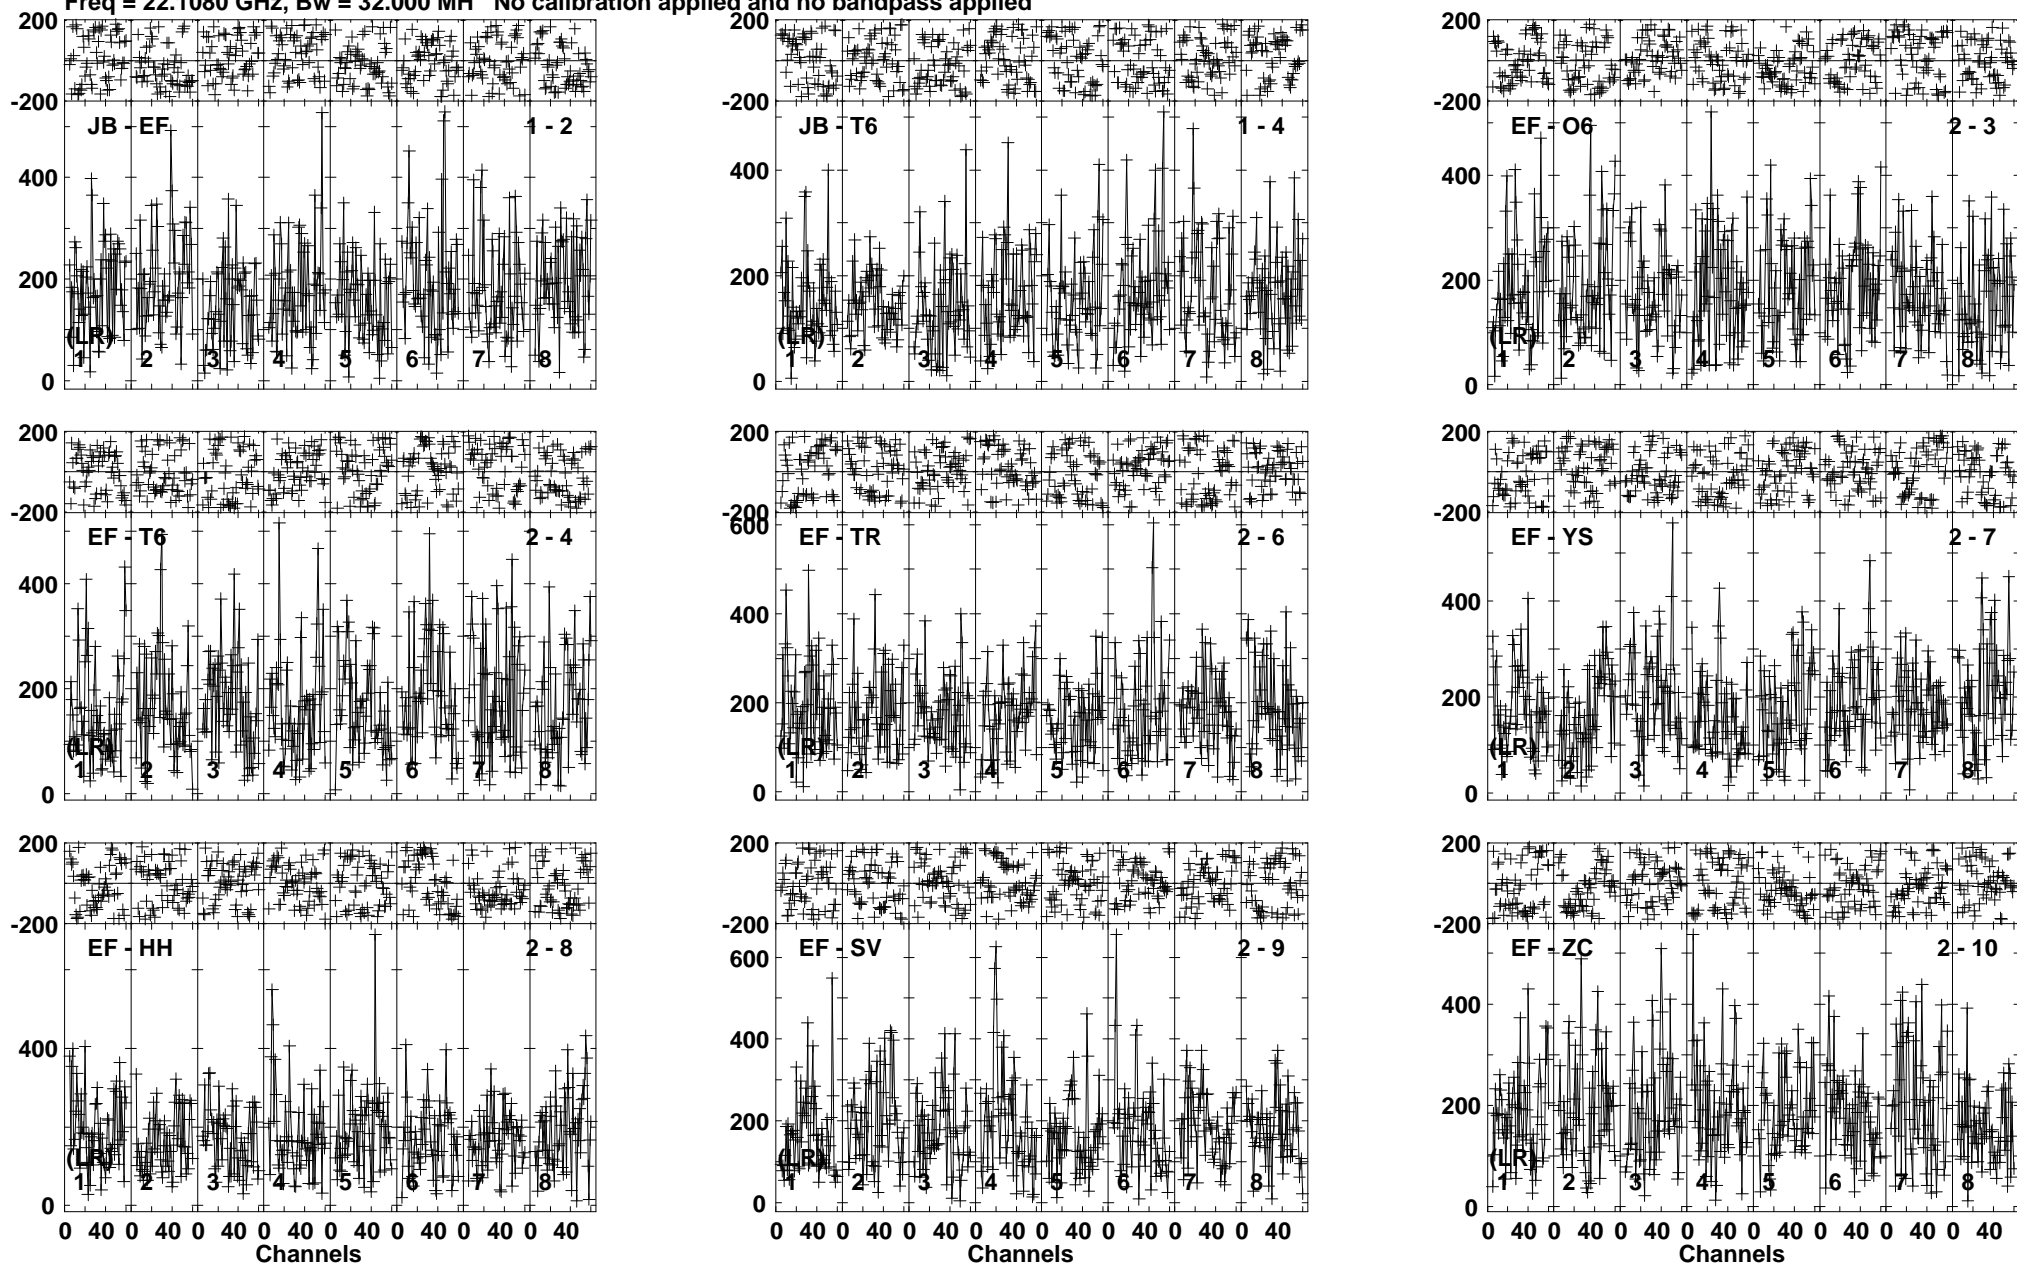 Freq = 22.1080 GHz, Bw = 32.000 MH No calibration applied and no bandpass applied
200 200 200
-200 -200 -200
JB - EF 1 - 2 JB - T6 1 - 4 EF - O6 2 - 3
400 400 400
200 200 200
(LR) (LR) (LR)
1 2 3 4 5 6 7 8 1 2 3 4 5 6 7 8 1 2 3 4 5 6 7 8
0 0 0
200 200 200
-200 -200 -200
EF - T6 2 - 4 EF - TR 2 - 6 EF - YS 2 - 7
600
400 400 400
200 200 200
(LR) (LR) (LR)
1 2 3 4 5 6 7 8 1 2 3 4 5 6 7 8 1 2 3 4 5 6 7 8
0 0 0
200 200 200
-200 -200 -200
EF - HH 2 - 8 EF - SV 2 - 9 EF - ZC 2 - 10
600
400 400 400
200 200 200
(LR) (LR) (LR)
1 2 3 4 5 6 7 8 1 2 3 4 5 6 7 8 1 2 3 4 5 6 7 8
0 0 0
0 40 0 40 0 40 0 40 0 40 0 40 0 40 0 40 0 40 0 40 0 40 0 40 0 40 0 40 0 40 0 40 0 40 0 40 0 40 0 40 0 40 0 40 0 40 0 40
Channels Channels Channels